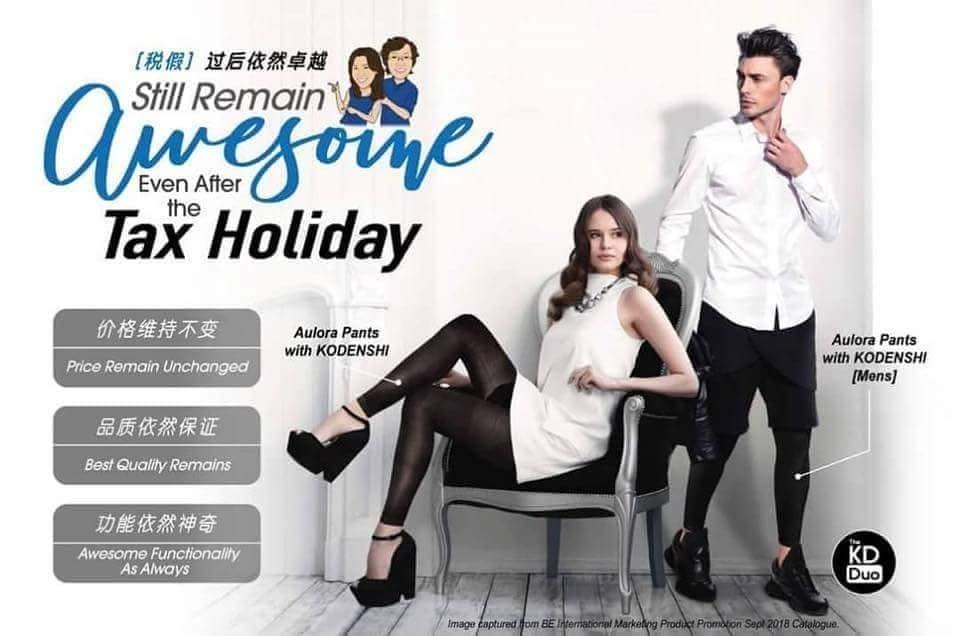 [税假] 过后依然卓越
Still Remain
Awesome
Even After
the
Tax Holiday
价格维持不变
Price Remain Unchanged
品质依然保证
Best Quality Remains
功能依然神奇
Awesome Functionality
As Always
Aulora Pants
with KODENSHI
Aulora Pants
with KODENSHI
[Mens]
The
KD
Duo
Image captured from BE International Marketing Product Promotion Sept 2018 Catalogue.